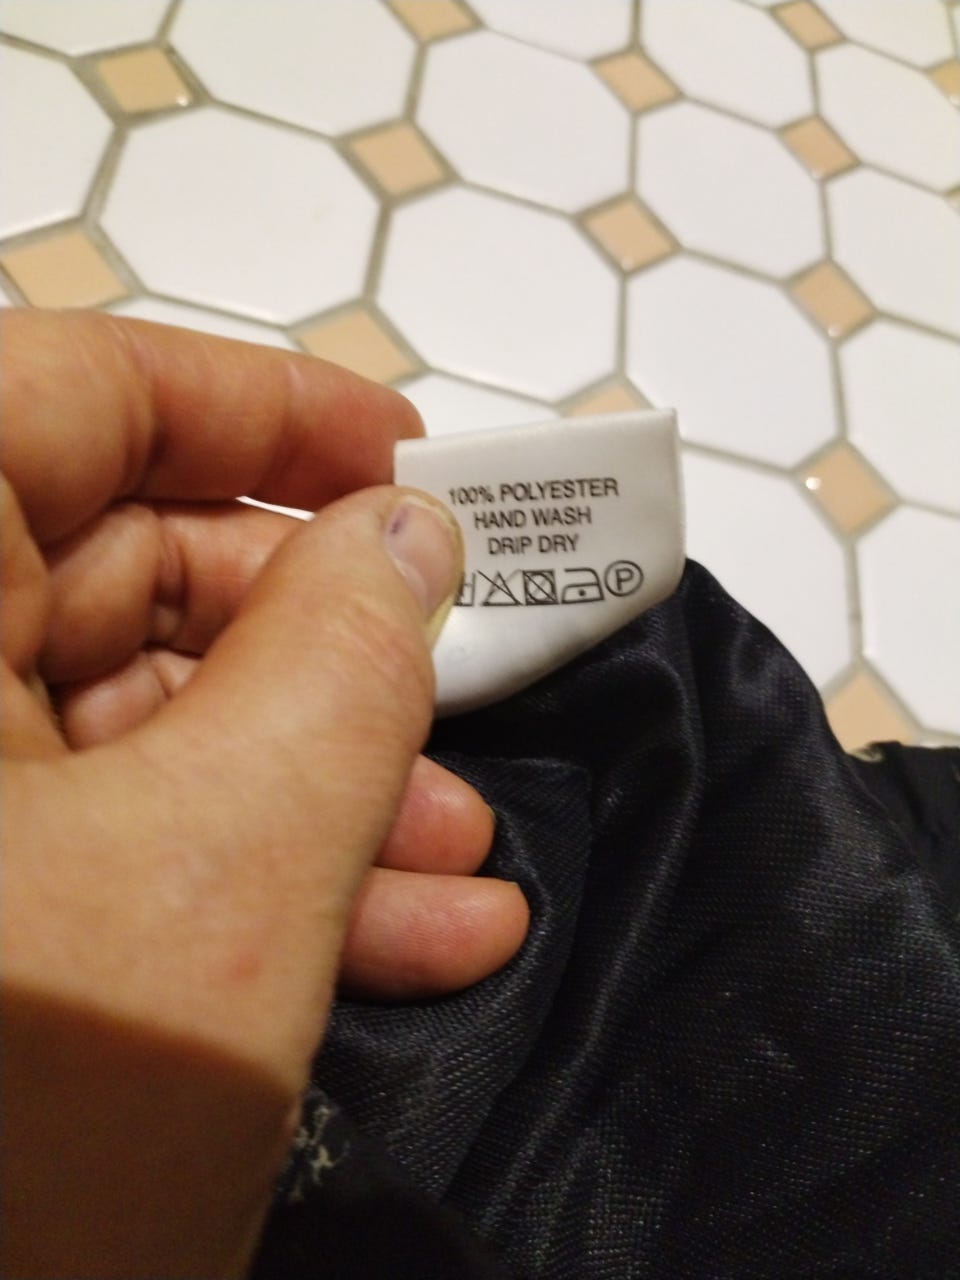 100% POLYESTER
HAND WASH
DRIP DRY
P